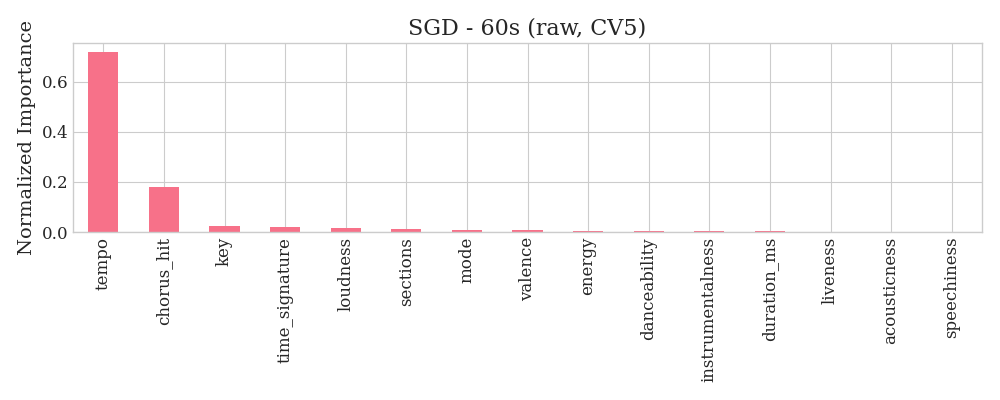 SGD - 60s (raw, CV5)
Normalized Importance
0.6
0.4
0.2
0.0
tempo
chorus_hit
key
time_signature
loudness
sections
mode
valence
energy
danceability
instrumentalness
duration_ms
liveness
acousticness
speechiness